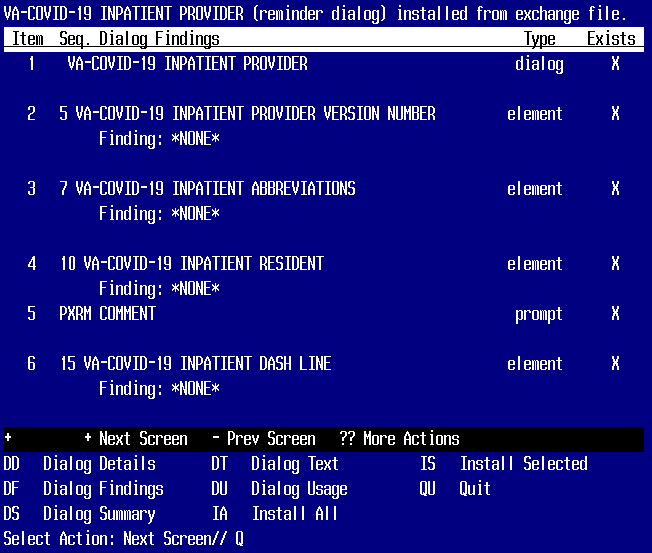 VA-COVID-19 INPATIENT PROVIDER (reminder dialog) installed from exchange file.
Item  Seq. Dialog Findings                                   Type    Exists
1    VA-COVID-19 INPATIENT PROVIDER                          dialog      X
2  5 VA-COVID-19 INPATIENT PROVIDER VERSION NUMBER         element      X
Finding: *NONE*
3  7 VA-COVID-19 INPATIENT ABBREVIATIONS                   element      X
Finding: *NONE*
4  10 VA-COVID-19 INPATIENT RESIDENT                       element      X
Finding: *NONE*
5  PXRM COMMENT                                             prompt      X
6  15 VA-COVID-19 INPATIENT DASH LINE                      element      X
Finding: *NONE*
+         + Next Screen   - Prev Screen   ?? More Actions
DD   Dialog Details       DT   Dialog Text          IS   Install Selected
DF   Dialog Findings      DU   Dialog Usage         QU   Quit
DS   Dialog Summary       IA   Install All
Select Action: Next Screen// Q